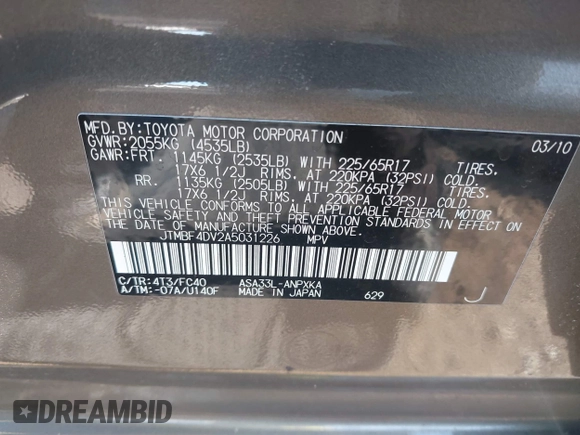 MFD.BY:TOYOTA MOTOR CORPORATION 03/10
GVWR:2055KG (4535LB)
GAWR:FRT. 1145KG (2535LB) WITH 225/65R17 TIRES.
17X6 1/2J RIMS. AT 220KPA (32PSI) COLD.
RR. 1135KG (2505LB) WITH 225/65R17 TIRES.
17X6 1/2J RIMS. AT 220KPA (32PSI) COLD.
THIS VEHICLE CONFORMS TO ALL APPLICABLE FEDERAL MOTOR
VEHICLE SAFETY AND THEFT PREVENTION STANDARDS IN EFFECT ON
THE DATE OF MANUFACTURE SHOWN ABOVE.
JTMBF4DV2A5031226 MPV
C/TR:4T3/FC40 ASA33L-ANPXKA
A/TM:-07A/U140F MADE IN JAPAN 629 J
DREAMBID